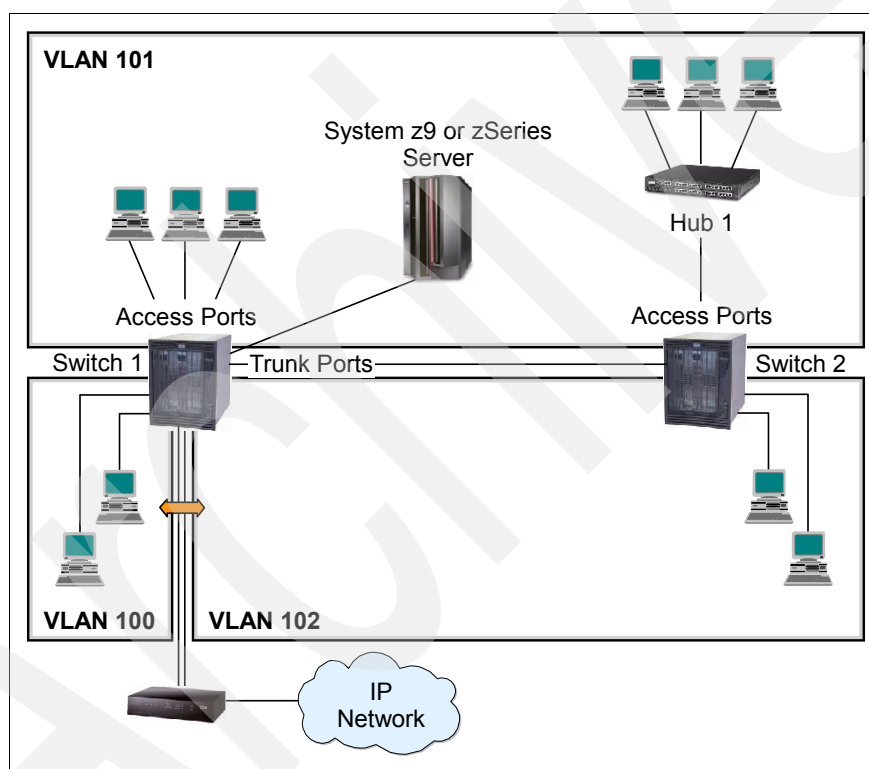 VLAN 101
System z9 or zSeries
Server
Hub 1
Access Ports
Access Ports
Switch 1
Trunk Ports
Switch 2
VLAN 100
VLAN 102
IP
Network